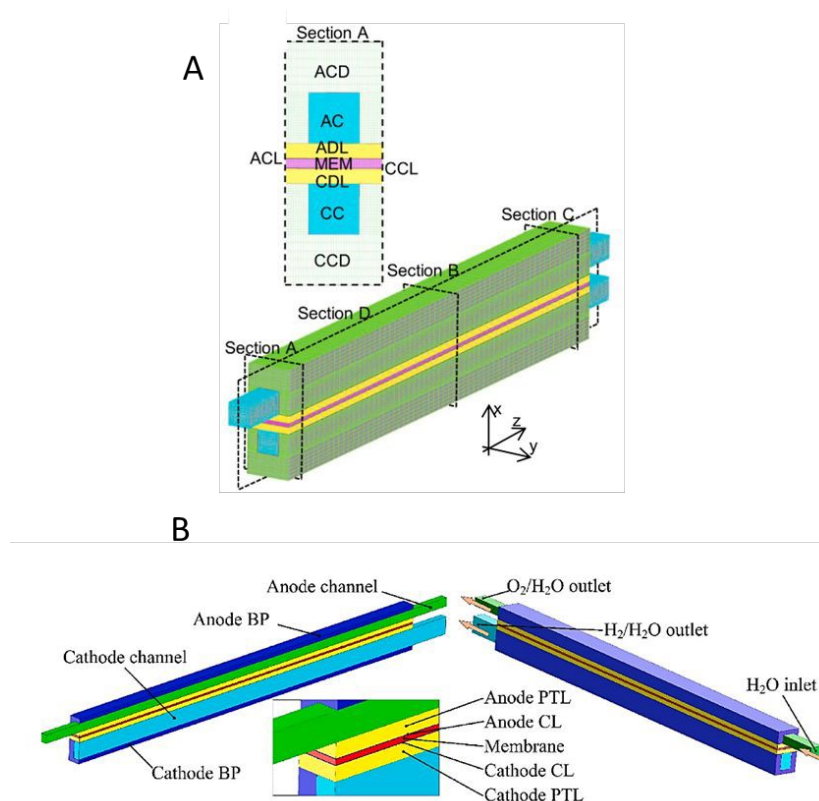 A
Section A
ACD
AC
ADL
ACL MEM CCL
CDL
CC
CCD
Section C
Section B
Section D
Section A
x
z
y
B
Anode channel
Anode BP
Cathode channel
Cathode BP
Anode PTL
Anode CL
Membrane
Cathode CL
Cathode PTL
O₂/H₂O outlet
H₂/H₂O outlet
H₂O inlet